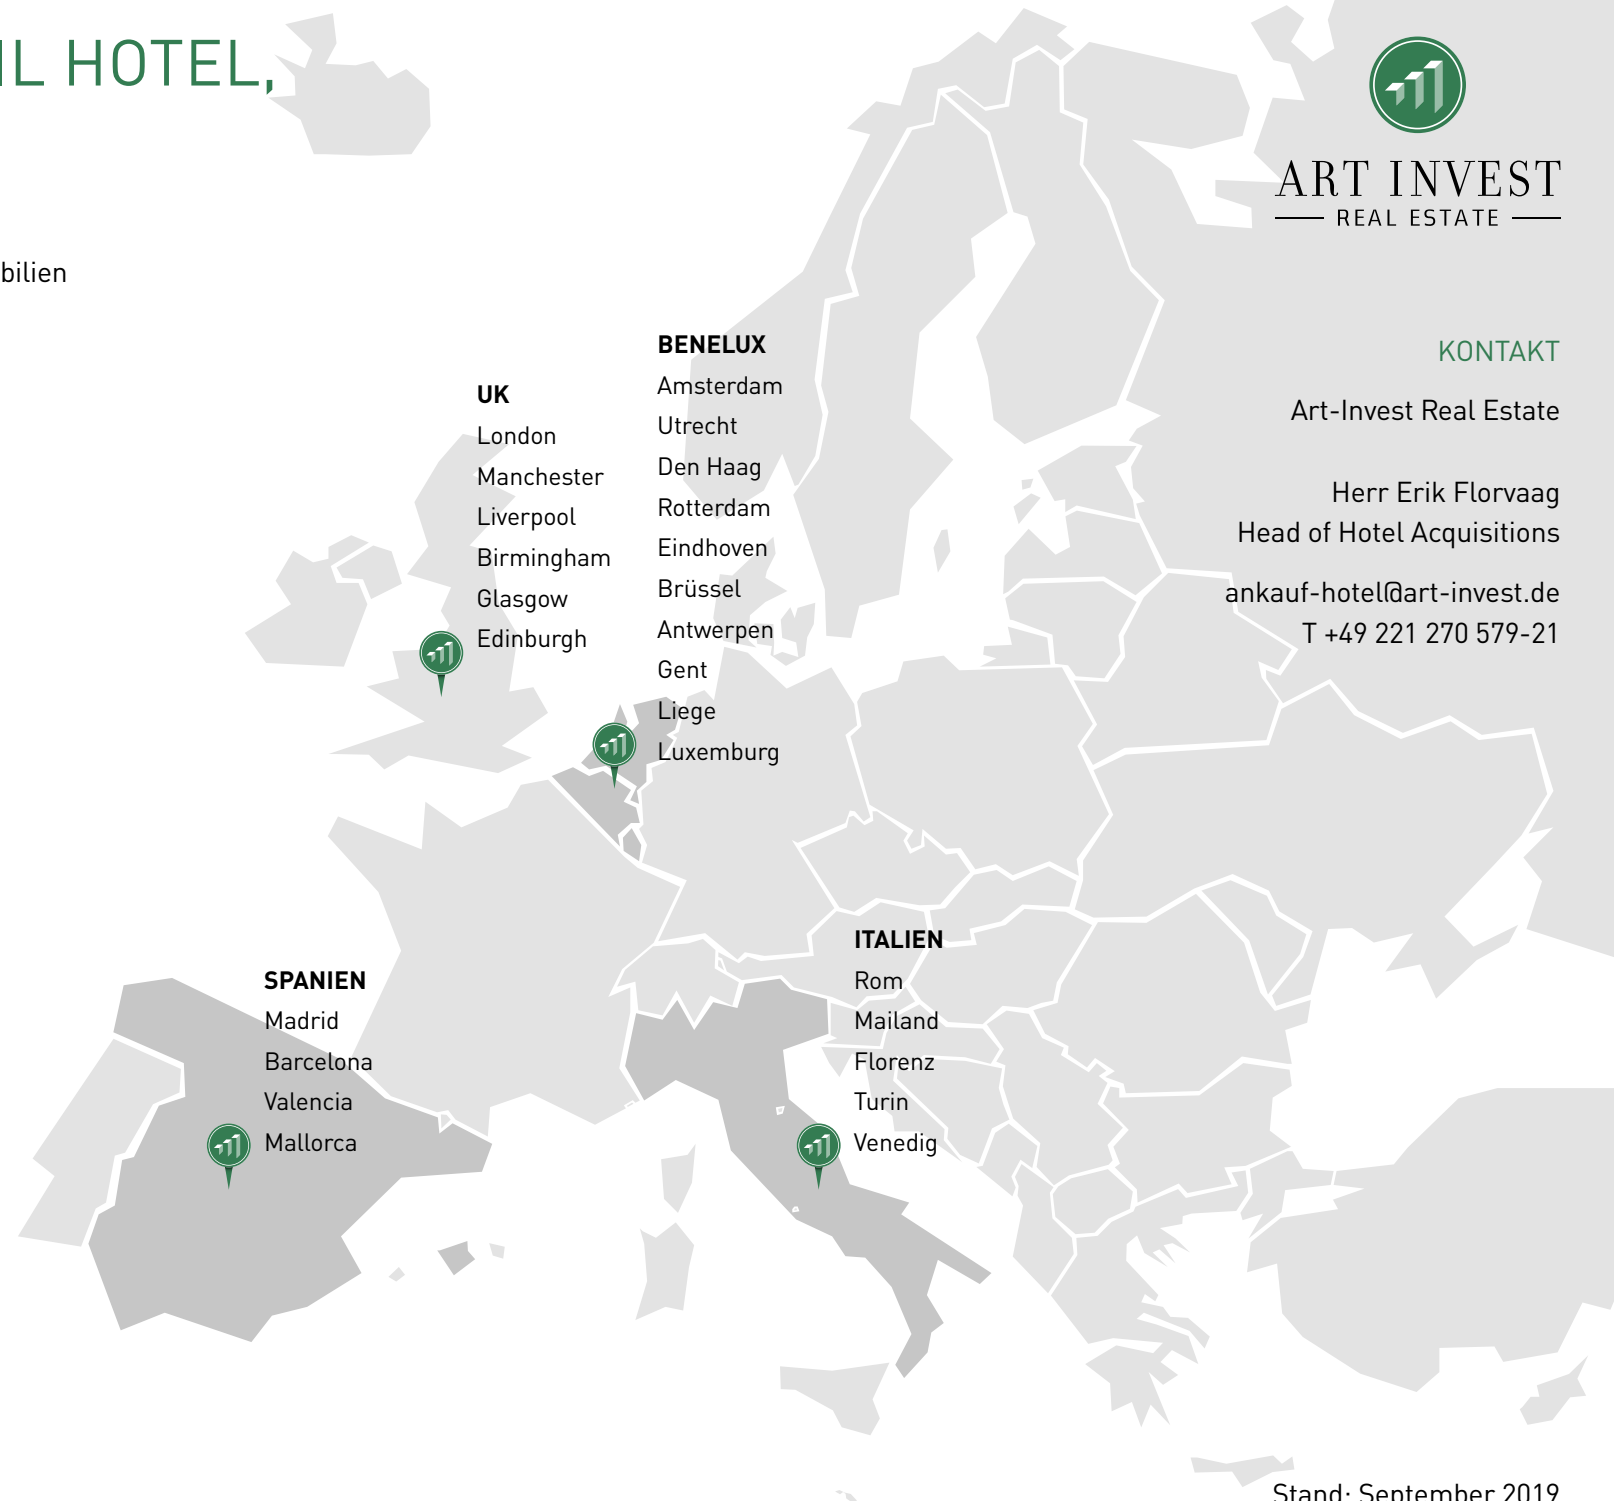 IL HOTEL,
ART INVEST
REAL ESTATE
bilien
BENELUX
Amsterdam
Utrecht
Den Haag
Rotterdam
Eindhoven
Brüssel
Antwerpen
Gent
Liege
Luxemburg
UK
London
Manchester
Liverpool
Birmingham
Glasgow
Edinburgh
KONTAKT
Art-Invest Real Estate
Herr Erik Florvaag
Head of Hotel Acquisitions
ankauf-hotel@art-invest.de
T +49 221 270 579-21
ITALIEN
Rom
Mailand
Florenz
Turin
Venedig
SPANIEN
Madrid
Barcelona
Valencia
Mallorca
Stand: September 2019